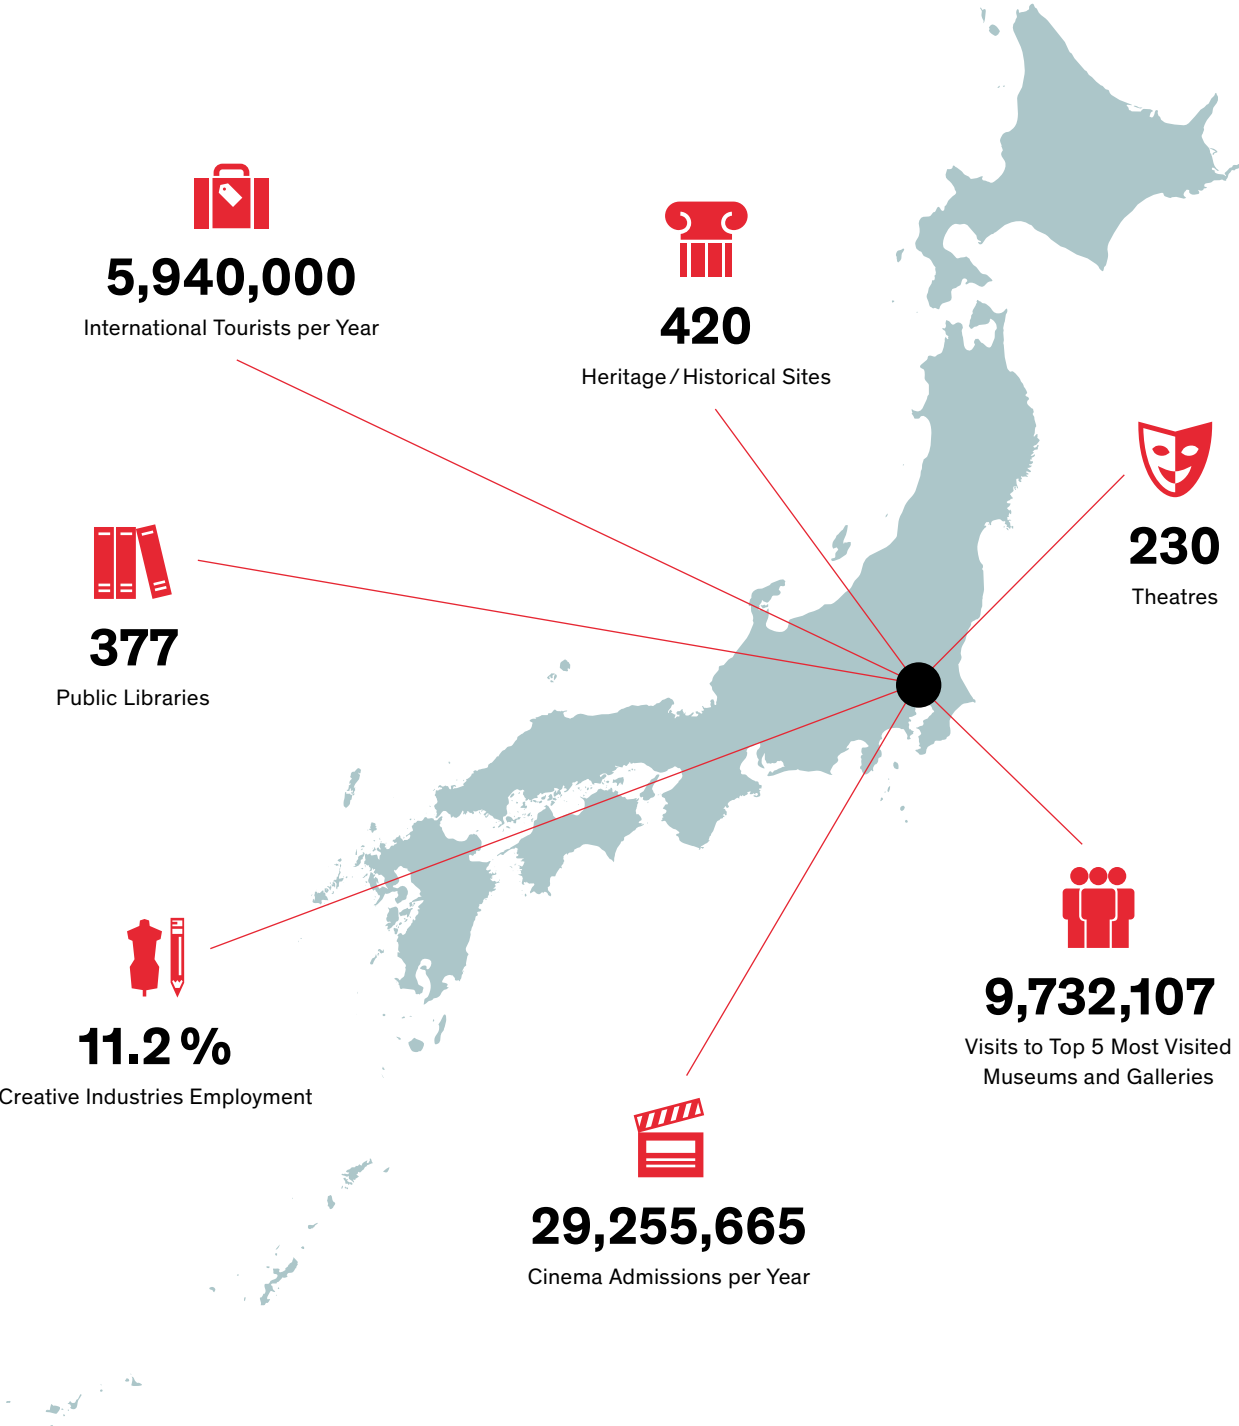 5,940,000
International Tourists per Year
420
Heritage/Historical Sites
230
Theatres
377
Public Libraries
11.2 %
Creative Industries Employment
9,732,107
Visits to Top 5 Most Visited
Museums and Galleries
29,255,665
Cinema Admissions per Year